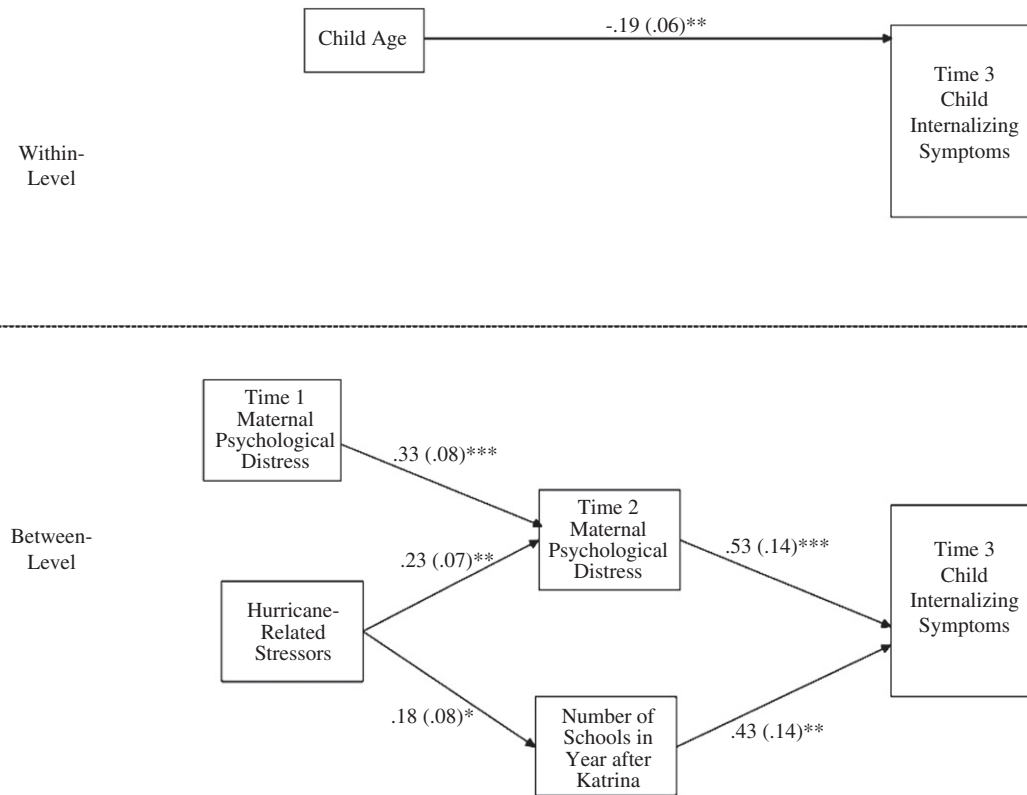 Child Age
-.19 (.06)**
Time 3
Child
Internalizing
Symptoms
Within-
Level
Time 1
Maternal
Psychological
Distress
.33 (.08)***
Time 2
Maternal
Psychological
Distress
.53 (.14)***
Between-
Level
.23 (.07)**
Time 3
Child
Internalizing
Symptoms
Hurricane-
Related
Stressors
.18 (.08)*
Number of
Schools in
Year after
Katrina
.43 (.14)**